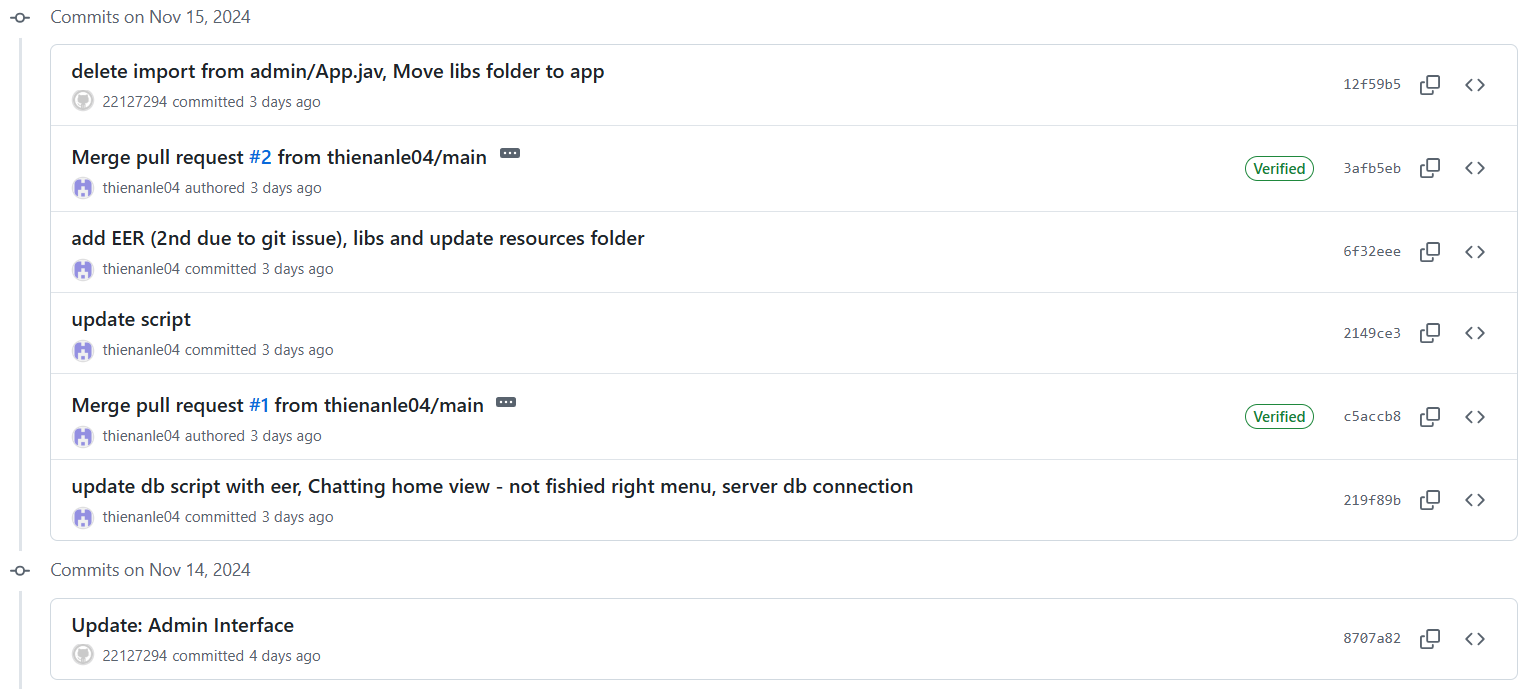 Commits on Nov 15, 2024
delete import from admin/App.jav, Move libs folder to app
22127294 committed 3 days ago
12f59b5
Merge pull request #2 from thienanle04/main
thienanle04 authored 3 days ago
Verified
3afb5eb
add EER (2nd due to git issue), libs and update resources folder
thienanle04 committed 3 days ago
6f32eee
update script
thienanle04 committed 3 days ago
2149ce3
Merge pull request #1 from thienanle04/main
thienanle04 authored 3 days ago
Verified
c5accb8
update db script with eer, Chatting home view - not fishied right menu, server db connection
thienanle04 committed 3 days ago
219f89b
Commits on Nov 14, 2024
Update: Admin Interface
22127294 committed 4 days ago
8707a82